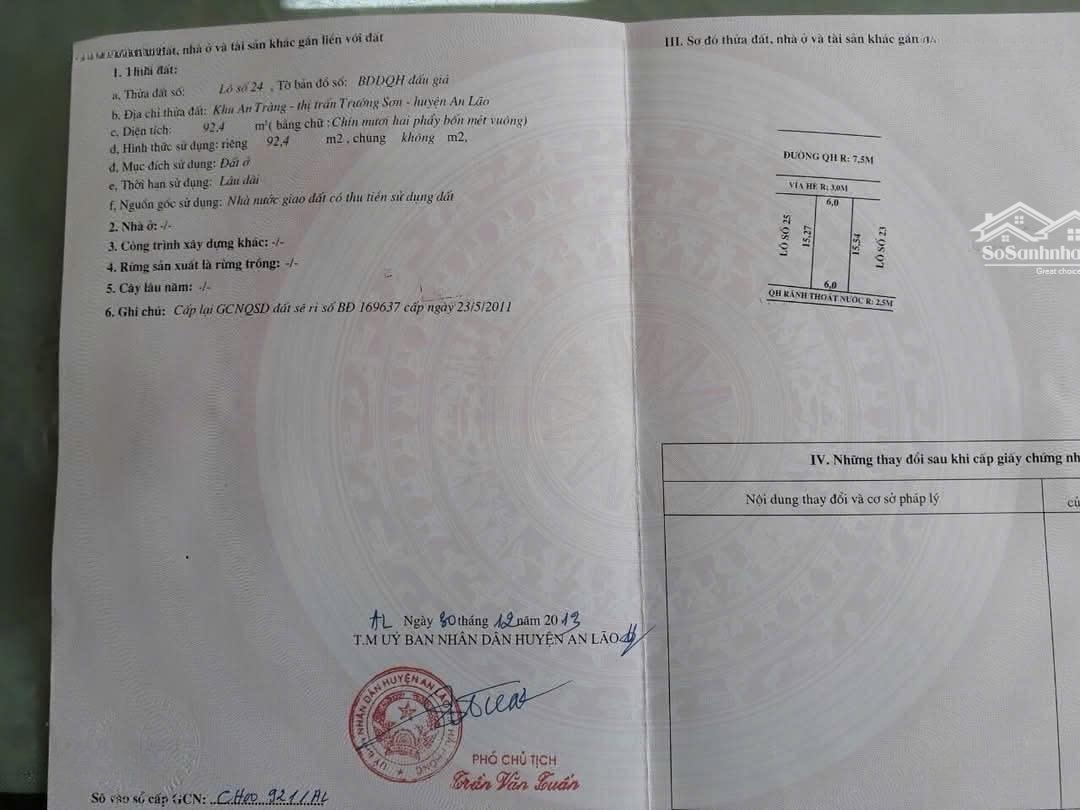 đất, nhà ở và tài sản khác gắn liền với đất
1. Thửa đất:
a, Thửa đất số: Lô số 24 , Tờ bản đồ số: BDDQH đấu giá
b. Địa chỉ thửa đất: Khu An Tràng - thị trấn Trường Sơn - huyện An Lão
c, Diện tích: 92,4 m²( bằng chữ : Chín mươi hai phẩy bốn mét vuông)
d, Hình thức sử dụng: riêng 92,4 m2 , chung không m2,
đ, Mục đích sử dụng: Đất ở
e, Thời hạn sử dụng: Lâu dài
f, Nguồn gốc sử dụng: Nhà nước giao đất có thu tiền sử dụng đất
2. Nhà ở: -/-
3. Công trình xây dựng khác: -/-
4. Rừng sản xuất là rừng trồng: -/-
5. Cây lâu năm: -/-
6. Ghi chú: Cấp lại GCNQSD đất sê ri số BĐ 169637 cấp ngày 23/5/2011
AL Ngày 30 tháng 12 năm 2013
T.M UỶ BAN NHÂN DÂN HUYỆN AN LÃO
NHÂN DÂN HUYỆN AN LÃO
PHÓ CHỦ TỊCH
Trần Văn Tuấn
Số vào sổ cấp GCN: CH00 921/AL
III. Sơ đồ thửa đất, nhà ở và tài sản khác gắn
ĐƯỜNG QH R: 7,5M
VỈA HÈ R: 3,0M
6,0
LÔ SỐ 25
15,27
15,54
LÔ SỐ 23
6,0
QH RÃNH THOÁT NƯỚC R: 2,5M
SoSanhnha
Great choice
IV. Những thay đổi sau khi cấp giấy chứng nh
Nội dung thay đổi và cơ sở pháp lý